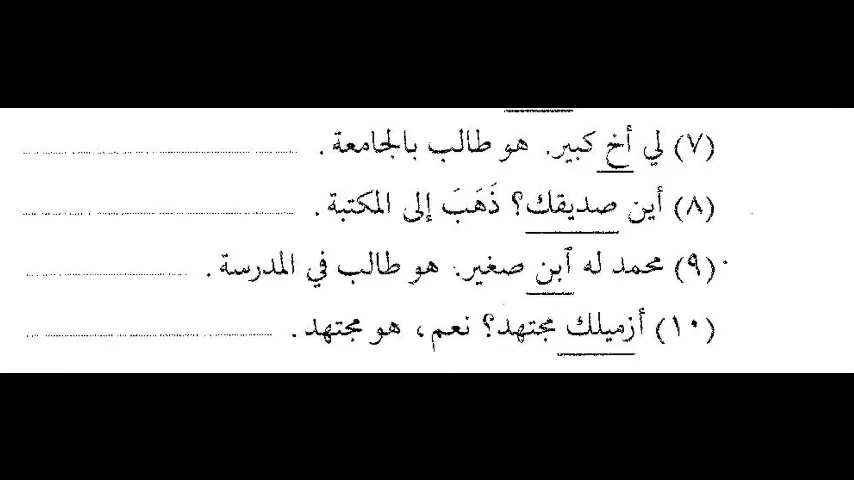 (٧) لي أخ كبير. هو طالب بالجامعة.
(٨) أين صديقك؟ ذَهَبَ إلى المكتبة.
(٩) محمد له ٱبن صغير. هو طالب في المدرسة.
(١٠) أزميلك مجتهد؟ نعم، هو مجتهد.